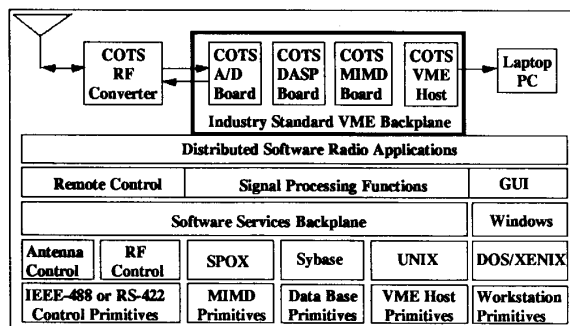 COTS RF Converter
COTS A/D Board
COTS DASP Board
COTS MIMD Board
COTS VME Host
Laptop PC
Industry Standard VME Backplane
Distributed Software Radio Applications
Remote Control
Signal Processing Functions
GUI
Software Services Backplane
Windows
Antenna Control
RF Control
SPOX
Sybase
UNIX
DOS/XENIX
IEEE-488 or RS-422 Control Primitives
MIMD Primitives
Data Base Primitives
VME Host Primitives
Workstation Primitives